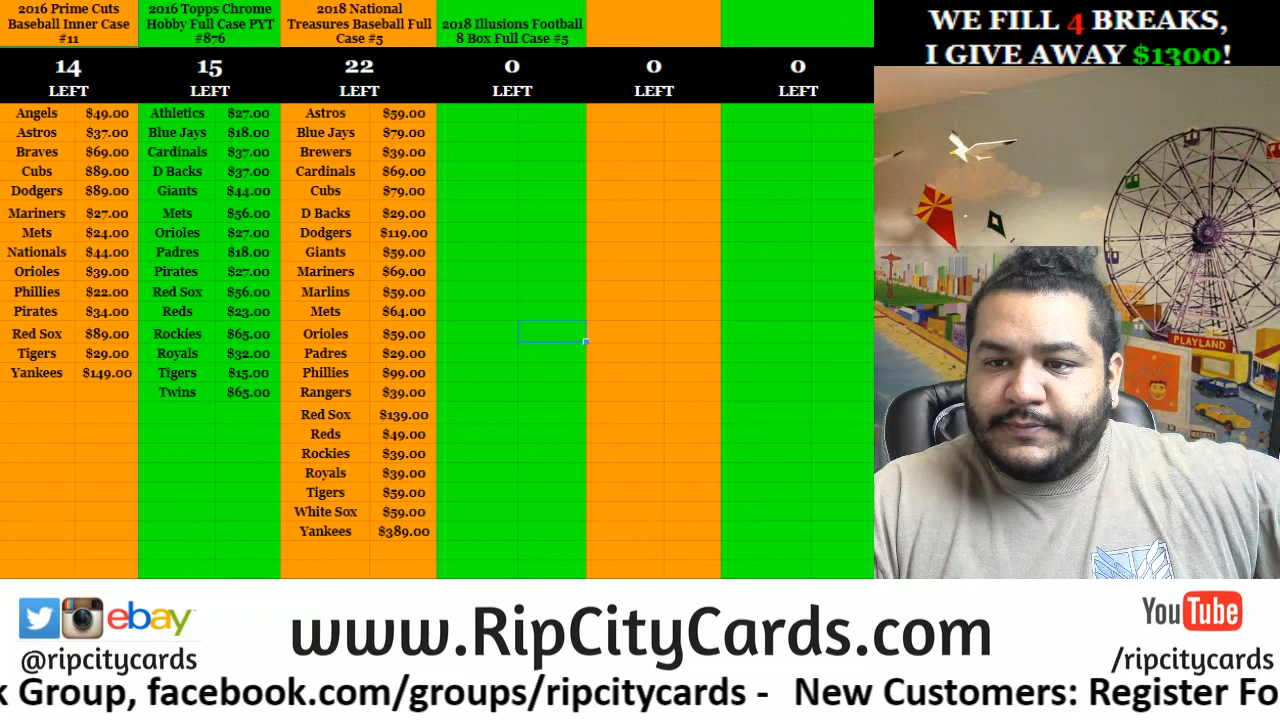 2016 Prime Cuts
Baseball Inner Case
#11
14
LEFT
Angels $49.00
Astros $37.00
Braves $69.00
Cubs $89.00
Dodgers $89.00
Mariners $27.00
Mets $24.00
Nationals $44.00
Orioles $39.00
Phillies $22.00
Pirates $34.00
Red Sox $89.00
Tigers $29.00
Yankees $149.00
2016 Topps Chrome
Hobby Full Case PYT
#876
15
LEFT
Athletics $27.00
Blue Jays $18.00
Cardinals $37.00
D Backs $37.00
Giants $44.00
Mets $56.00
Orioles $27.00
Padres $18.00
Pirates $27.00
Red Sox $56.00
Reds $23.00
Rockies $65.00
Royals $32.00
Tigers $15.00
Twins $65.00
2018 National
Treasures Baseball Full
Case #5
22
LEFT
Astros $59.00
Blue Jays $79.00
Brewers $39.00
Cardinals $69.00
Cubs $79.00
D Backs $29.00
Dodgers $119.00
Giants $59.00
Mariners $69.00
Marlins $59.00
Mets $64.00
Orioles $59.00
Padres $29.00
Phillies $99.00
Rangers $39.00
Red Sox $139.00
Reds $49.00
Rockies $39.00
Royals $39.00
Tigers $59.00
White Sox $59.00
Yankees $389.00
2018 Illusions Football
8 Box Full Case #5
0
LEFT
0
LEFT
0
LEFT
WE FILL 4 BREAKS,
I GIVE AWAY $1300!
PLAYLAND
ebay
@ripcitycards
www.RipCityCards.com
YouTube
/ripcitycards
k Group, facebook.com/groups/ripcitycards - New Customers: Register Fo